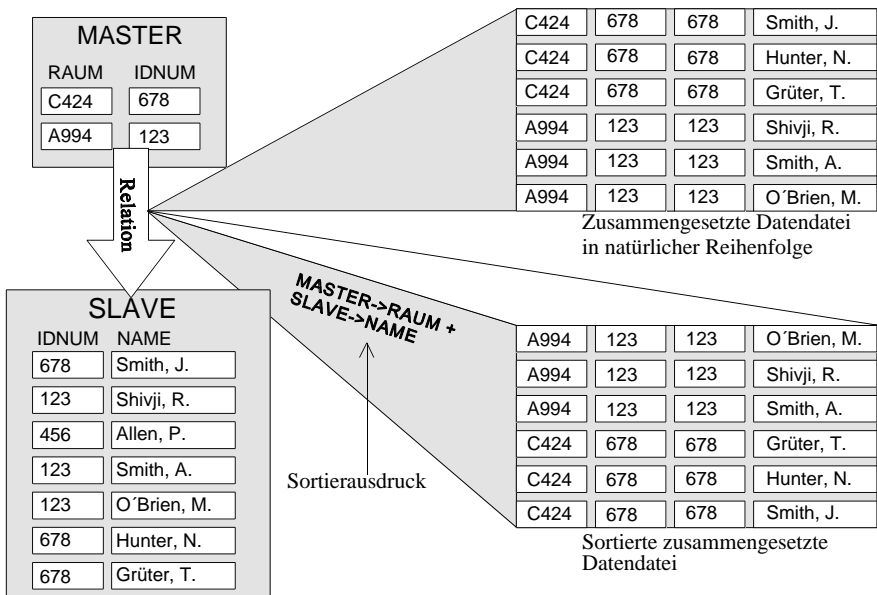 MASTER
RAUM IDNUM
C424 678
A994 123
Relation
SLAVE
IDNUM NAME
678 Smith, J.
123 Shivji, R.
456 Allen, P.
123 Smith, A.
123 O´Brien, M.
678 Hunter, N.
678 Grüter, T.
C424 678 678 Smith, J.
C424 678 678 Hunter, N.
C424 678 678 Grüter, T.
A994 123 123 Shivji, R.
A994 123 123 Smith, A.
A994 123 123 O´Brien, M.
Zusammengesetzte Datendatei
in natürlicher Reihenfolge
MASTER->RAUM +
SLAVE->NAME
Sortierausdruck
A994 123 123 O´Brien, M.
A994 123 123 Shivji, R.
A994 123 123 Smith, A.
C424 678 678 Grüter, T.
C424 678 678 Hunter, N.
C424 678 678 Smith, J.
Sortierte zusammengesetzte
Datendatei